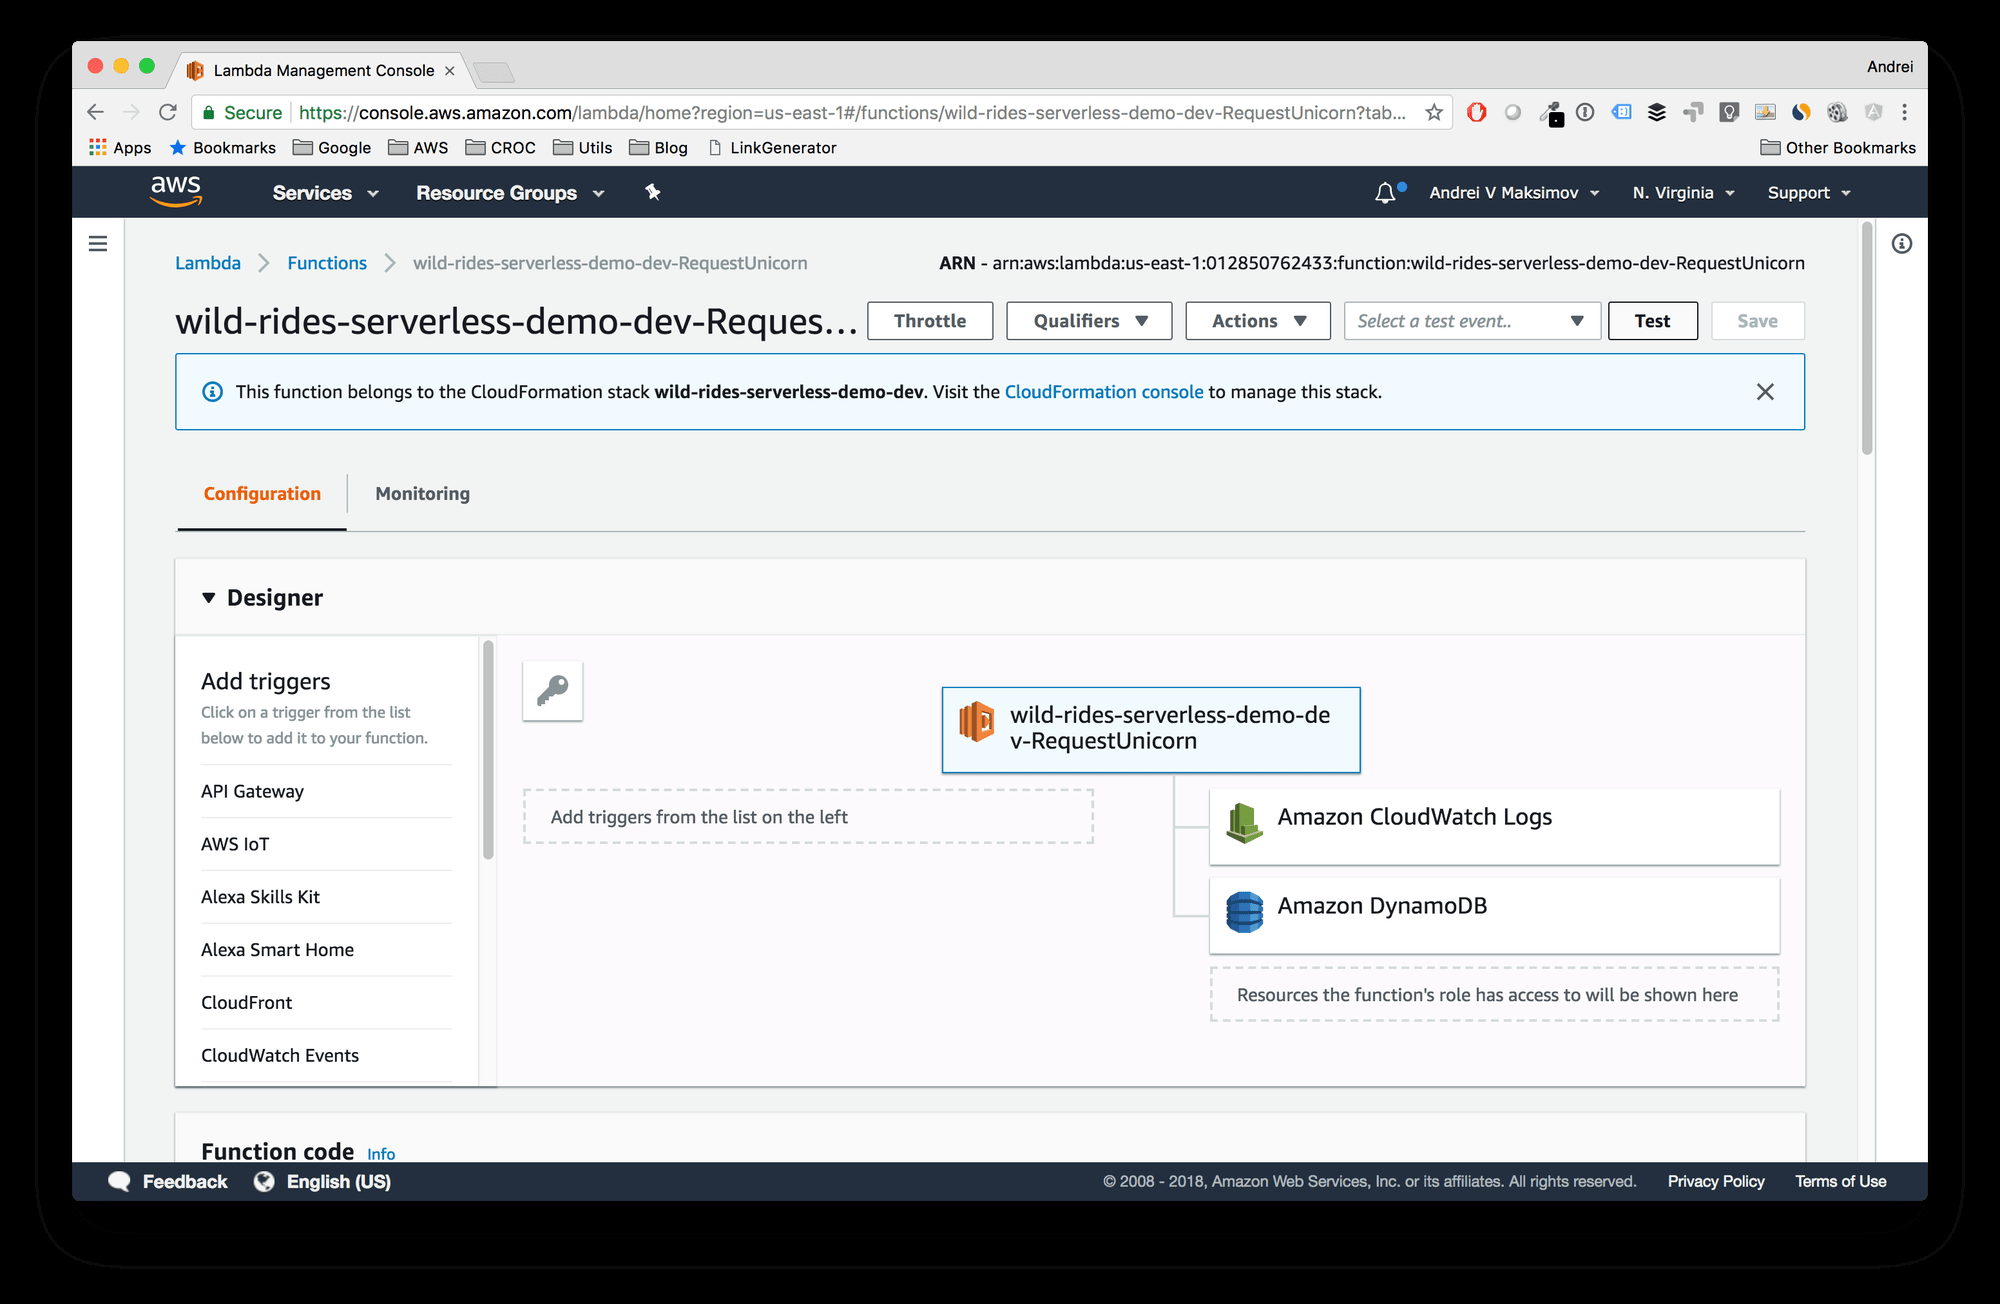 Lambda Management Console
Andrei
Secure https://console.aws.amazon.com/lambda/home?region=us-east-1#/functions/wild-rides-serverless-demo-dev-RequestUnicorn?tab...
Apps Bookmarks Google AWS CROC Utils Blog LinkGenerator Other Bookmarks
aws Services Resource Groups Andrei V Maksimov N. Virginia Support
Lambda Functions wild-rides-serverless-demo-dev-RequestUnicorn ARN - arn:aws:lambda:us-east-1:012850762433:function:wild-rides-serverless-demo-dev-RequestUnicorn
wild-rides-serverless-demo-dev-Reques... Throttle Qualifiers Actions Select a test event.. Test Save
This function belongs to the CloudFormation stack wild-rides-serverless-demo-dev. Visit the CloudFormation console to manage this stack.
Configuration Monitoring
Designer
Add triggers
Click on a trigger from the list
below to add it to your function.
API Gateway
AWS IoT
Alexa Skills Kit
Alexa Smart Home
CloudFront
CloudWatch Events
wild-rides-serverless-demo-de
v-RequestUnicorn
Add triggers from the list on the left
Amazon CloudWatch Logs
Amazon DynamoDB
Resources the function's role has access to will be shown here
Function code Info
Feedback English (US) © 2008 - 2018, Amazon Web Services, Inc. or its affiliates. All rights reserved. Privacy Policy Terms of Use